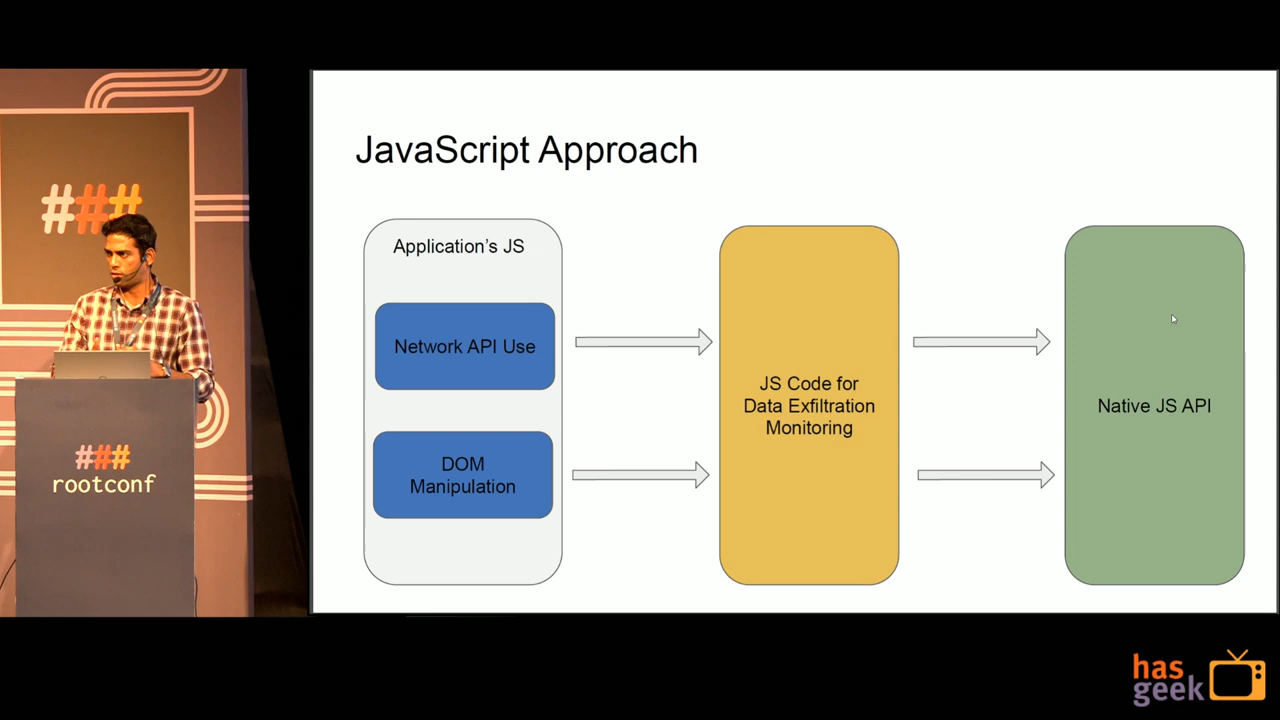 ###
###
rootconf
JavaScript Approach
Application's JS
Network API Use
DOM
Manipulation
JS Code for
Data Exfiltration
Monitoring
Native JS API
has
geek